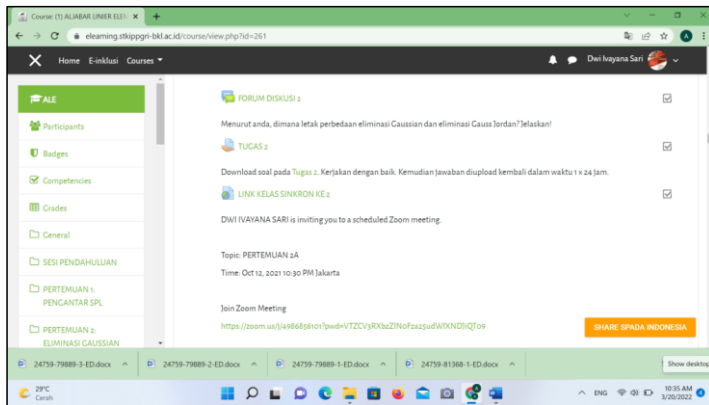 Course: (1) ALJABAR LINIER ELEM
elearning.stkippgri-bkl.ac.id/course/view.php?id=261
Home E-inklusi Courses
Dwi Ivayana Sari
ALE
Participants
Badges
Competencies
Grades
General
SESI PENDAHULUAN
PERTEMUAN 1:
PENGANTAR SPL
PERTEMUAN 2:
ELIMINASI GAUSSIAN
FORUM DISKUSI 2
Menurut anda, dimana letak perbedaan eliminasi Gaussian dan eliminasi Gauss Jordan? Jelaskan!
TUGAS 2
Download soal pada Tugas 2. Kerjakan dengan baik. Kemudian jawaban diupload kembali dalam waktu 1 x 24 jam.
LINK KELAS SINKRON KE 2
DWI IVAYANA SARI is inviting you to a scheduled Zoom meeting.
Topic: PERTEMUAN 2A
Time: Oct 12, 2021 10:30 PM Jakarta
Join Zoom Meeting
SHARE SPADA INDONESIA
24759-79889-3-ED.docx
24759-79889-2-ED.docx
24759-79889-1-ED.docx
24759-81368-1-ED.docx
Show desktop
29°C
Cerah
ENG
10:35 AM
3/20/2022